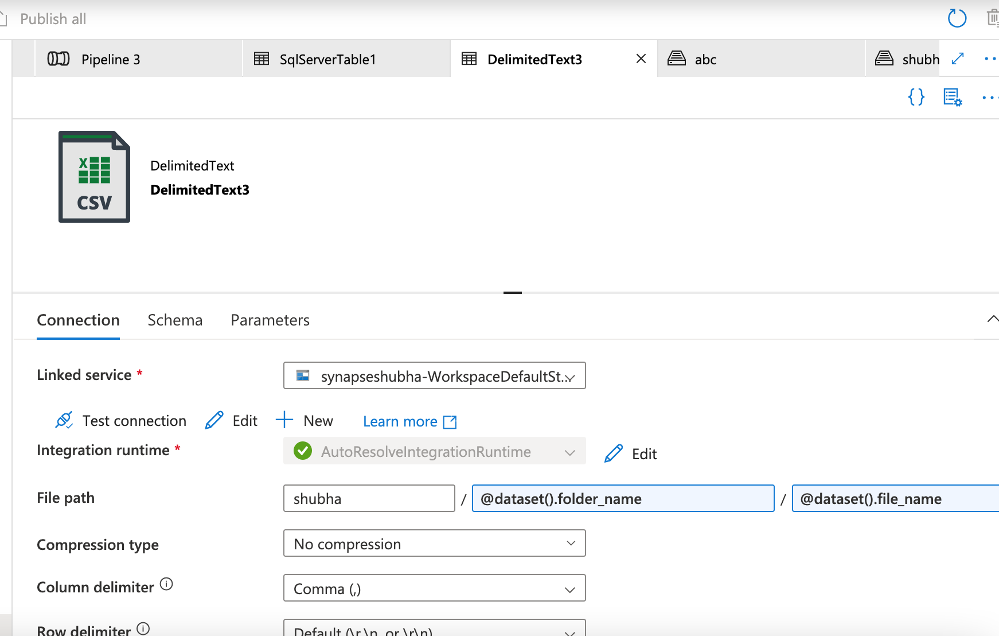 Publish all
Pipeline 3
SqlServerTable1
DelimitedText3
abc
shubh
{}
X
CSV
DelimitedText
DelimitedText3
Connection
Schema
Parameters
Linked service *
synapseshubha-WorkspaceDefaultSt...
Test connection
Edit
New
Learn more
Integration runtime *
AutoResolveIntegrationRuntime
Edit
File path
shubha / @dataset().folder_name / @dataset().file_name
Compression type
No compression
Column delimiter
Comma (,)
Row delimiter
Default (\r,\n, or \r\n)